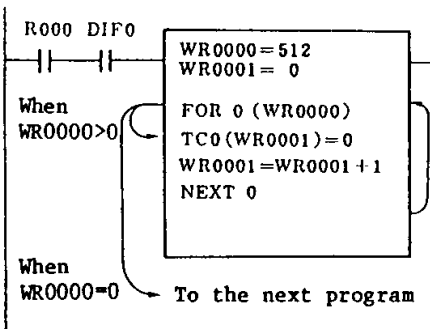 R000 DIF0
WR0000=512
WR0001= 0
FOR 0 (WR0000)
TC0(WR0001)=0
WR0001=WR0001+1
NEXT 0
When
WR0000>0
When
WR0000=0
To the next program